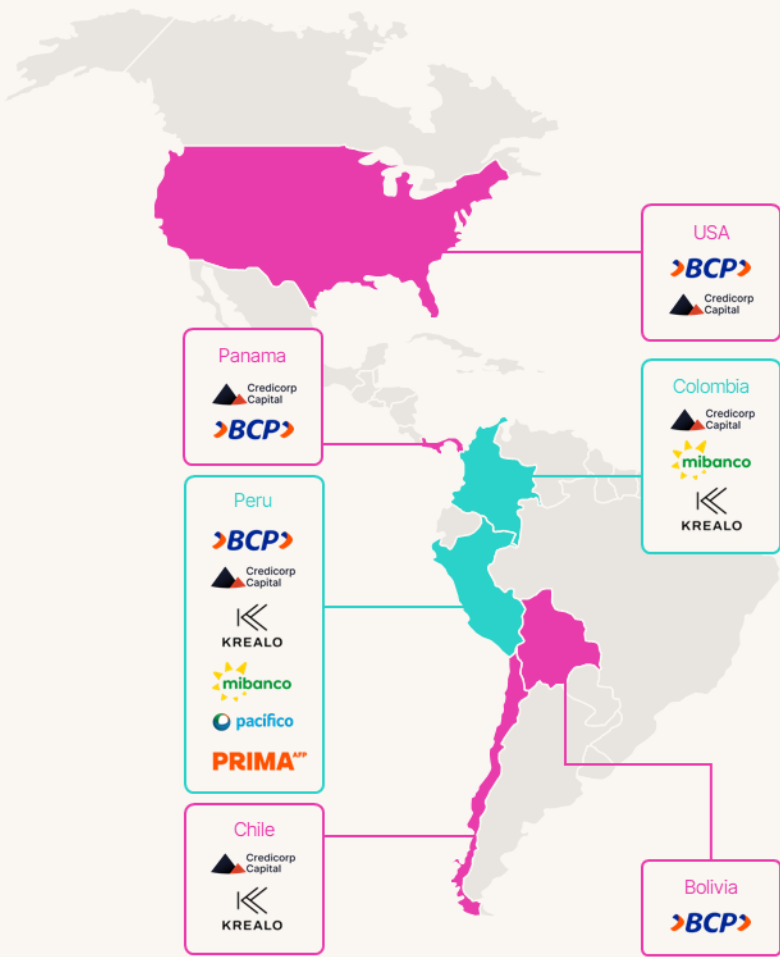 USA
BCP
Credicorp
Capital
Panama
Credicorp
Capital
BCP
Colombia
Credicorp
Capital
mibanco
KREALO
Peru
BCP
Credicorp
Capital
KREALO
mibanco
pacífico
PRIMA AFP
Chile
Credicorp
Capital
KREALO
Bolivia
BCP